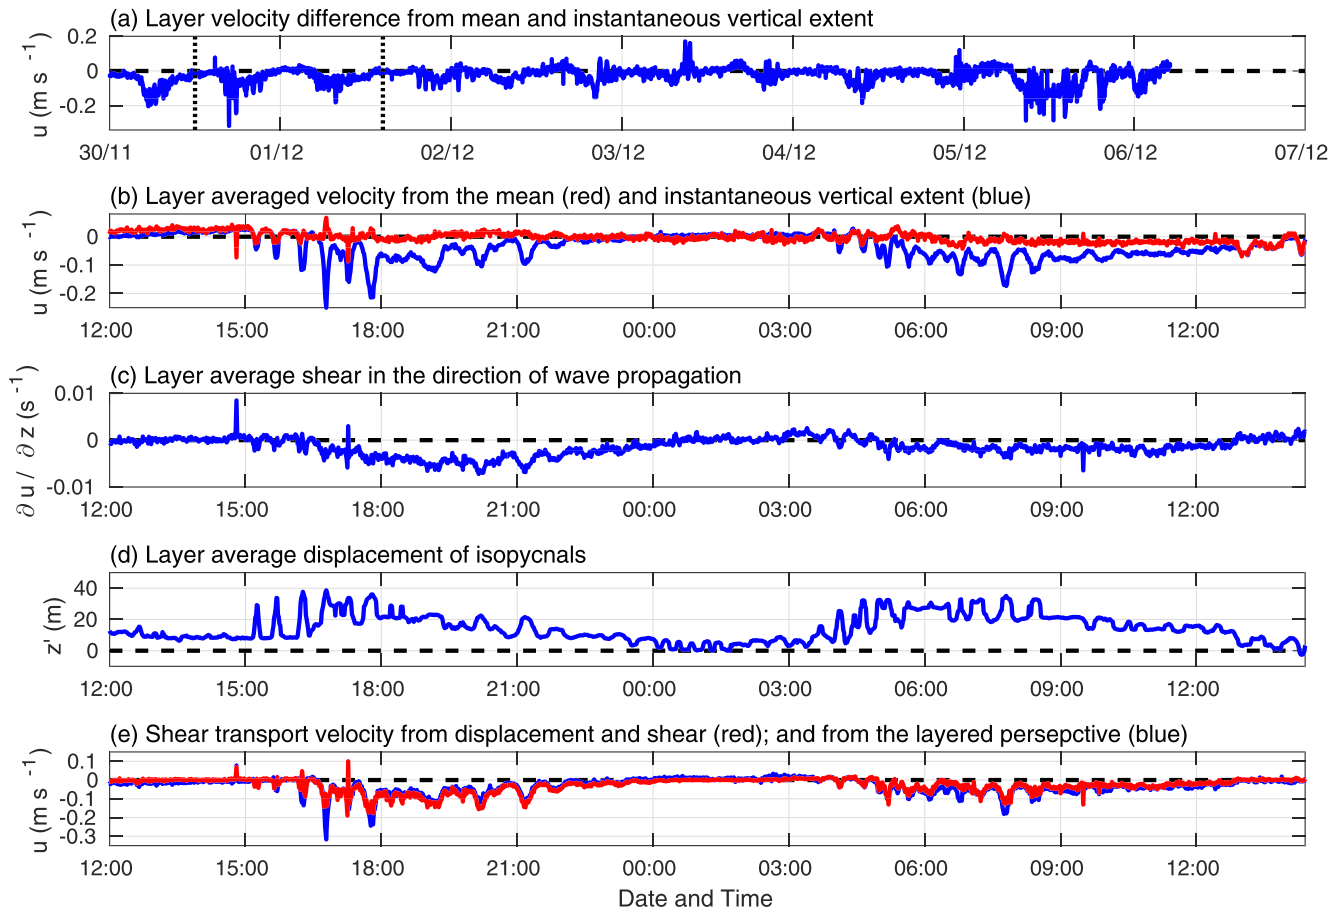 (a) Layer velocity difference from mean and instantaneous vertical extent
u (m s -1)
0.2
0
-0.2
30/11 01/12 02/12 03/12 04/12 05/12 06/12 07/12
(b) Layer averaged velocity from the mean (red) and instantaneous vertical extent (blue)
u (m s -1)
0
-0.1
-0.2
12:00 15:00 18:00 21:00 00:00 03:00 06:00 09:00 12:00
(c) Layer average shear in the direction of wave propagation
∂ u / ∂ z (s -1)
0.01
0
-0.01
12:00 15:00 18:00 21:00 00:00 03:00 06:00 09:00 12:00
(d) Layer average displacement of isopycnals
z' (m)
40
20
0
12:00 15:00 18:00 21:00 00:00 03:00 06:00 09:00 12:00
(e) Shear transport velocity from displacement and shear (red); and from the layered persepctive (blue)
u (m s -1)
0.1
0
-0.1
-0.2
-0.3
12:00 15:00 18:00 21:00 00:00 03:00 06:00 09:00 12:00
Date and Time